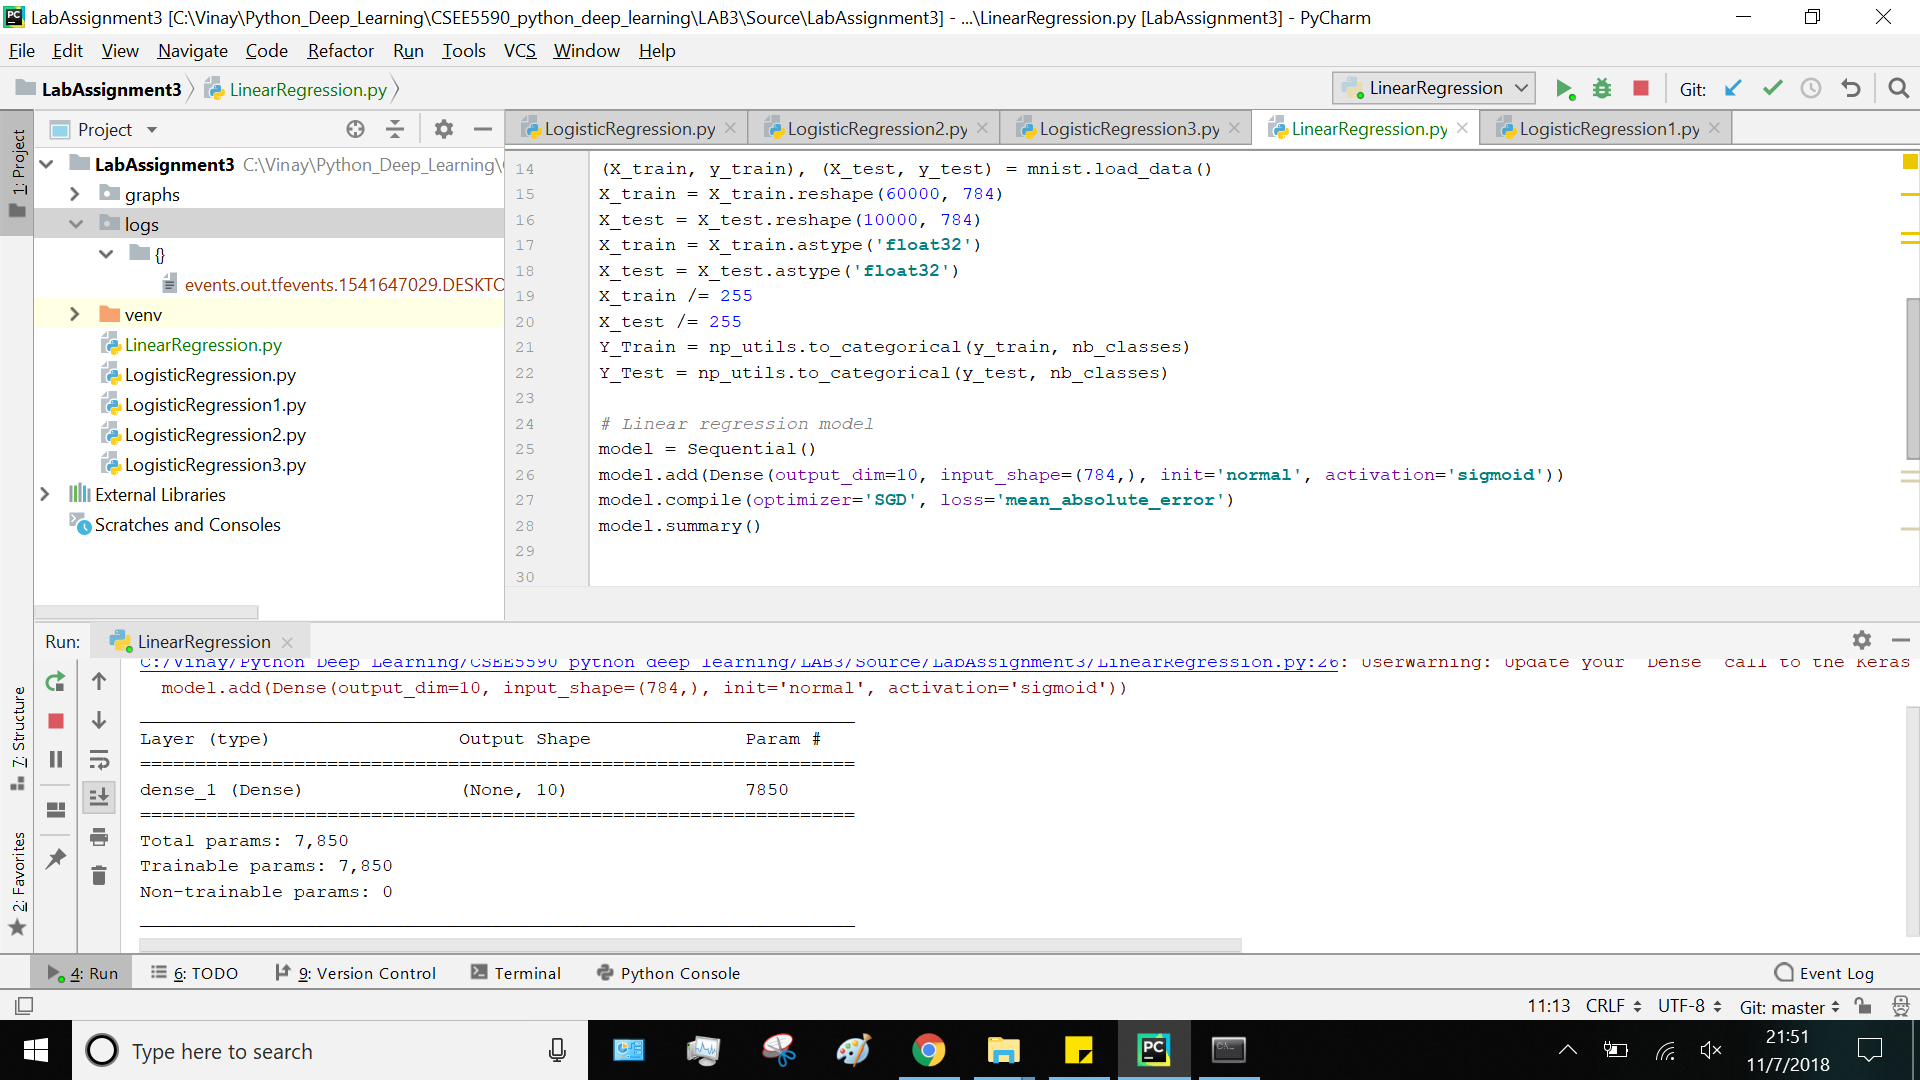 LabAssignment3 [C:\Vinay\Python_Deep_Learning\CSEE5590_python_deep_learning\LAB3\Source\LabAssignment3] - ...\LinearRegression.py [LabAssignment3] - PyCharm
File Edit View Navigate Code Refactor Run Tools VCS Window Help
LabAssignment3 LinearRegression.py LinearRegression Git:
1: Project
Project
LogisticRegression.py LogisticRegression2.py LogisticRegression3.py LinearRegression.py LogisticRegression1.py
LabAssignment3 C:\Vinay\Python_Deep_Learning\
graphs
logs
{}
events.out.tfevents.1541647029.DESKTO
venv
LinearRegression.py
LogisticRegression.py
LogisticRegression1.py
LogisticRegression2.py
LogisticRegression3.py
External Libraries
Scratches and Consoles
14 (X_train, y_train), (X_test, y_test) = mnist.load_data()
15 X_train = X_train.reshape(60000, 784)
16 X_test = X_test.reshape(10000, 784)
17 X_train = X_train.astype('float32')
18 X_test = X_test.astype('float32')
19 X_train /= 255
20 X_test /= 255
21 Y_Train = np_utils.to_categorical(y_train, nb_classes)
22 Y_Test = np_utils.to_categorical(y_test, nb_classes)
23
24 # Linear regression model
25 model = Sequential()
26 model.add(Dense(output_dim=10, input_shape=(784,), init='normal', activation='sigmoid'))
27 model.compile(optimizer='SGD', loss='mean_absolute_error')
28 model.summary()
29
30
Run: LinearRegression
C:/Vinay/Python_Deep_Learning/CSEE5590_python_deep_learning/LAB3/Source/LabAssignment3/LinearRegression.py:26: UserWarning: Update your `Dense` call to the Keras
model.add(Dense(output_dim=10, input_shape=(784,), init='normal', activation='sigmoid'))
_________________________________________________________________
Layer (type) Output Shape Param #
=================================================================
dense_1 (Dense) (None, 10) 7850
=================================================================
Total params: 7,850
Trainable params: 7,850
Non-trainable params: 0
_________________________________________________________________
7: Structure
2: Favorites
4: Run 6: TODO 9: Version Control Terminal Python Console Event Log
11:13 CRLF UTF-8 Git: master
Type here to search
PC
21:51
11/7/2018